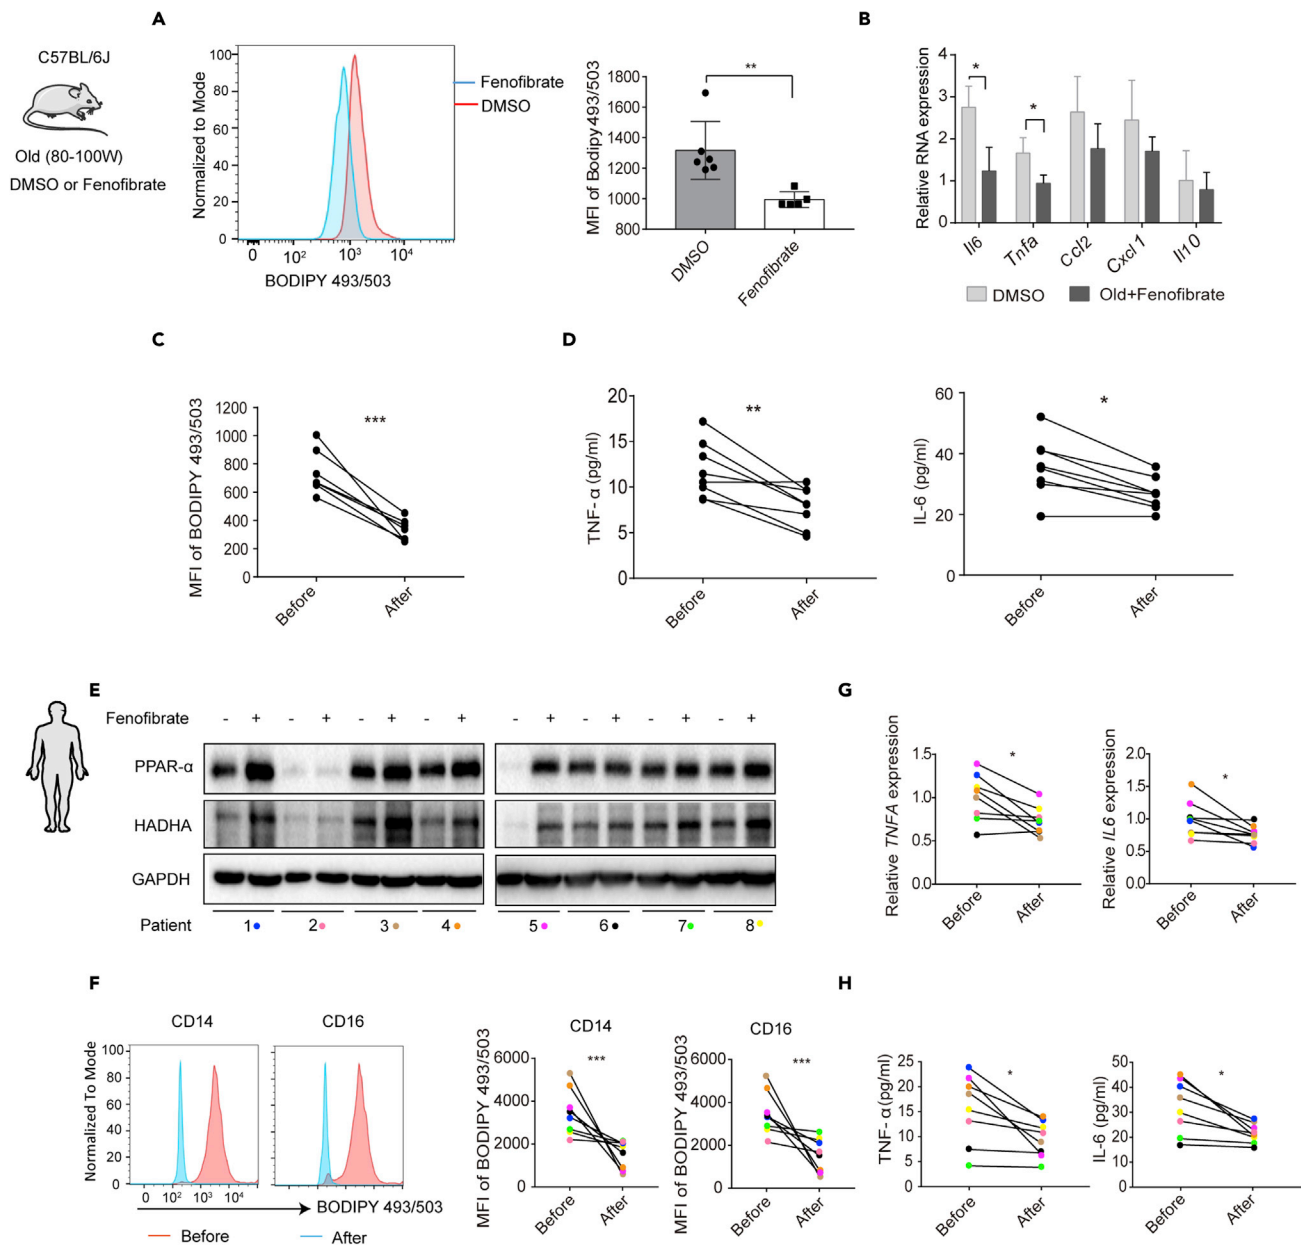 A
C57BL/6J
Old (80-100W)
DMSO or Fenofibrate
Normalized to Mode
100
80
60
40
20
0
0 10² 10³ 10⁴
BODIPY 493/503
Fenofibrate
DMSO
MFI of Bodipy 493/503
1800
1600
1400
1200
1000
800
**
DMSO
Fenofibrate
B
Relative RNA expression
4
3
2
1
0
*
*
Il6
Tnfa
Ccl2
Cxcl1
Il10
DMSO
Old+Fenofibrate
C
MFI of BODIPY 493/503
1200
1000
800
600
400
200
0
***
Before
After
D
TNF- α (pg/ml)
20
15
10
5
0
**
Before
After
IL-6 (pg/ml)
60
40
20
0
*
Before
After
E
Fenofibrate - + - + - + - + - + - + - + - +
PPAR-α
HADHA
GAPDH
Patient 1 2 3 4 5 6 7 8
G
Relative TNFA expression
1.5
1.0
0.5
0.0
*
Before
After
Relative IL6 expression
2.0
1.5
1.0
0.5
0.0
*
Before
After
F
CD14
CD16
Normalized To Mode
100
80
60
40
20
0
0 10² 10³ 10⁴
BODIPY 493/503
Before
After
CD14
MFI of BODIPY 493/503
6000
4000
2000
0
***
Before
After
CD16
MFI of BODIPY 493/503
6000
4000
2000
0
***
Before
After
H
TNF- α (pg/ml)
25
20
15
10
5
0
*
Before
After
IL-6 (pg/ml)
50
40
30
20
10
0
*
Before
After